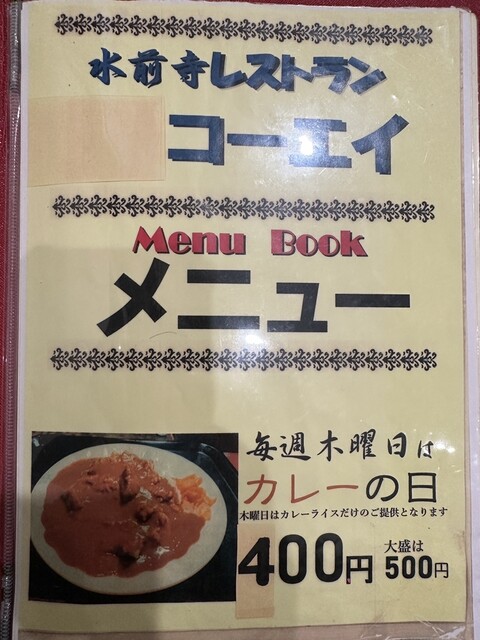 水前寺レストラン
コーエイ
Menu Book
メニュー
毎週木曜日は
カレーの日
木曜日はカレーライスだけのご提供となります
400円 大盛は500円